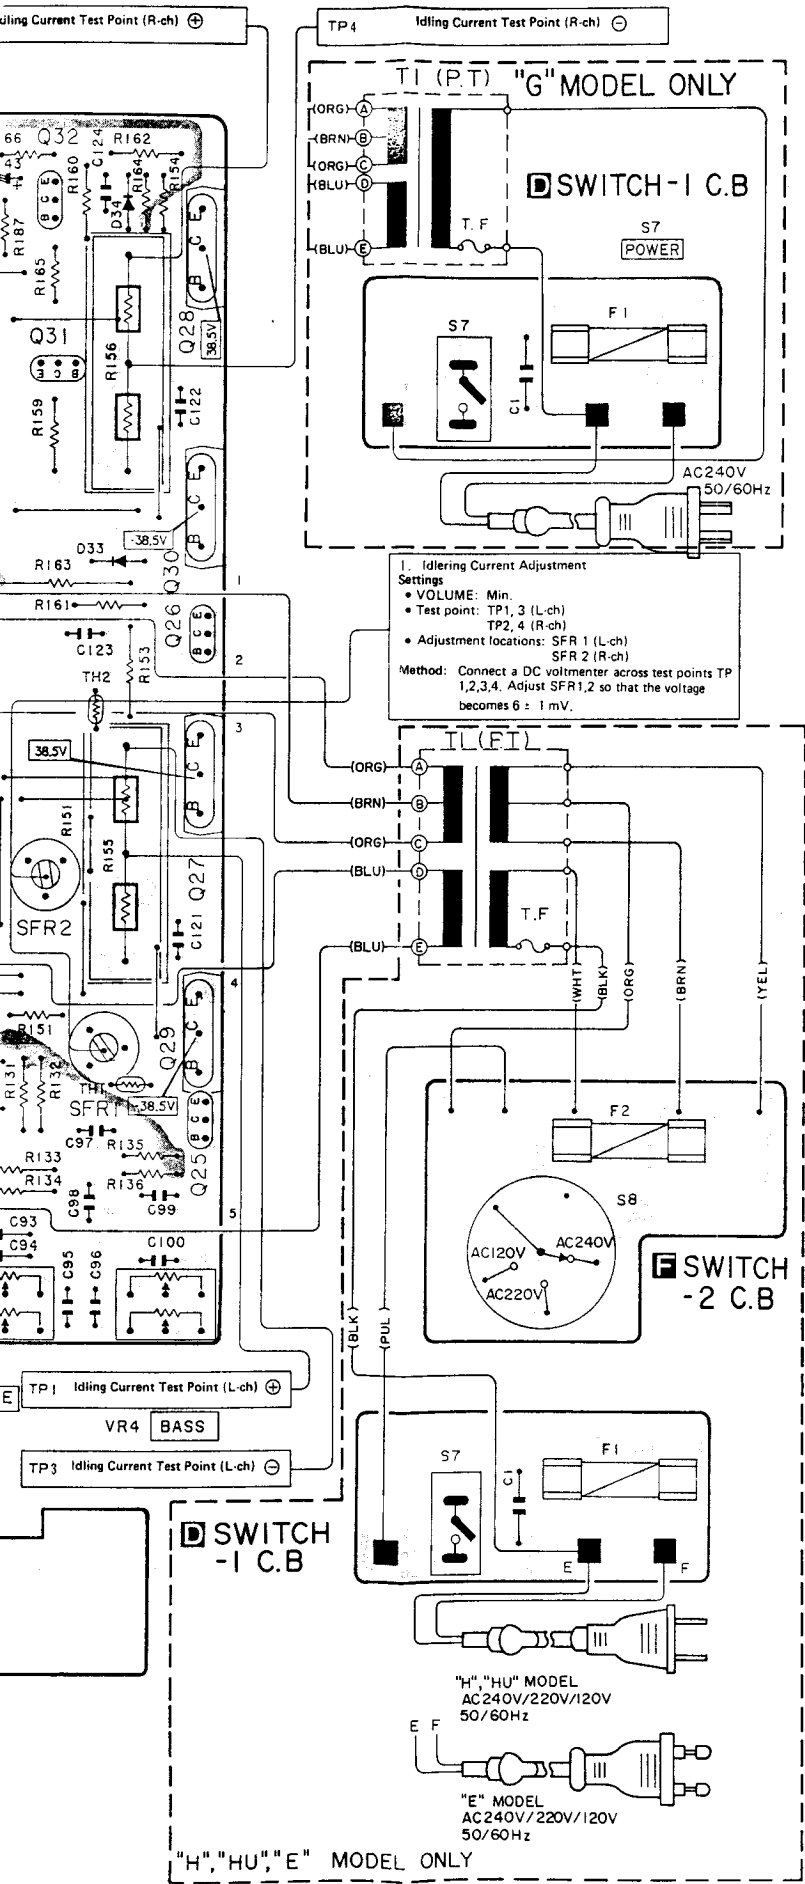 Idling Current Test Point (R-ch) ⊕
TP4 Idling Current Test Point (R-ch) ⊖
T1 (P.T) "G" MODEL ONLY
(ORG) A
(BRN) B
(ORG) C
(BLU) D
(BLU) E
T.F
D SWITCH-1 C.B
S7
POWER
S7
C1
F1
AC240V
50/60Hz
66
Q32
43
C124
R162
R160
R164
R154
D34
R187
R165
E
C
B
Q28
38.5V
Q31
B C E
R156
R159
C122
E
C
B
-38.5V
Q30
D33
R163
R161
Q26
B C E
C123
R153
TH2
1
2
3
4
5
1. Idlering Current Adjustment
Settings
• VOLUME: Min.
• Test point: TP1, 3 (L-ch)
TP2, 4 (R-ch)
• Adjustment locations: SFR 1 (L-ch)
SFR 2 (R-ch)
Method: Connect a DC voltmenter across test points TP
1,2,3,4. Adjust SFR1,2 so that the voltage
becomes 6 ± 1 mV.
38.5V
E
C
B
R151
R155
Q27
SFR2
C121
E
C
B
Q29
R151
R131
R132
TH1
SFR1
-38.5V
C97
R135
B C E
Q25
R133
R134
R136
C98
C99
C93
C94
C95
C96
C100
(ORG) A
(BRN) B
(ORG) C
(BLU) D
(BLU) E
T.F
(WHT)
(BLK)
(ORG)
(BRN)
(YEL)
F2
S8
AC120V
AC240V
AC220V
F SWITCH
-2 C.B
(BLK)
(PUL)
E
TP1 Idling Current Test Point (L-ch) ⊕
VR4 BASS
TP3 Idling Current Test Point (L-ch) ⊖
S7
C1
F1
E
F
D SWITCH
-1 C.B
"H","HU" MODEL
AC240V/220V/120V
50/60Hz
E F
"E" MODEL
AC240V/220V/120V
50/60Hz
"H","HU","E" MODEL ONLY